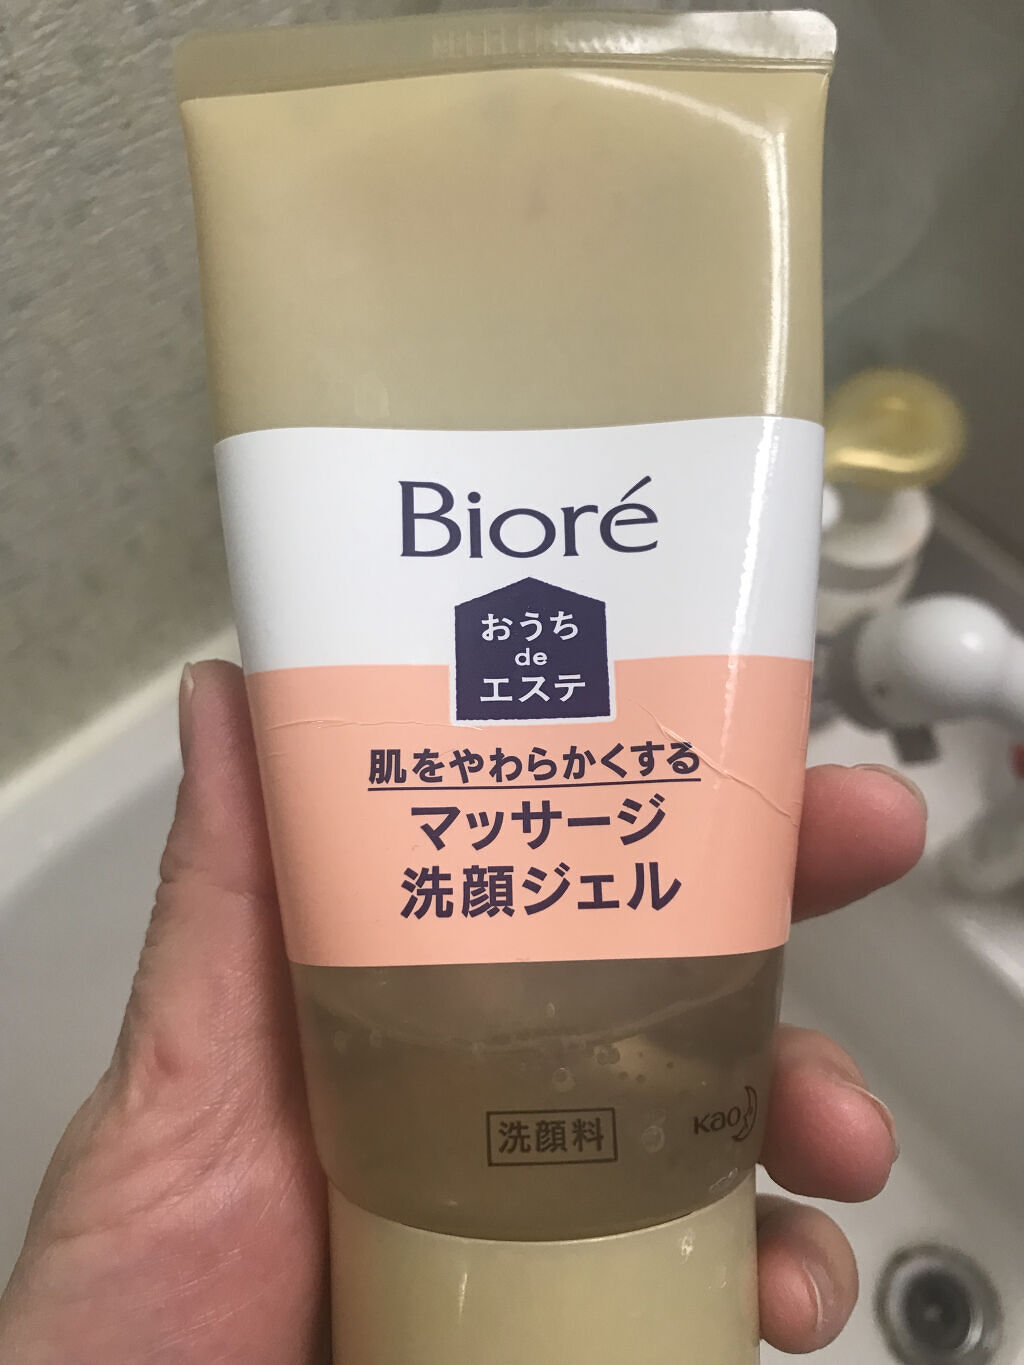 Bioré
おうち
de
エステ
肌をやわらかくする
マッサージ
洗顔ジェル
洗顔料
Kao